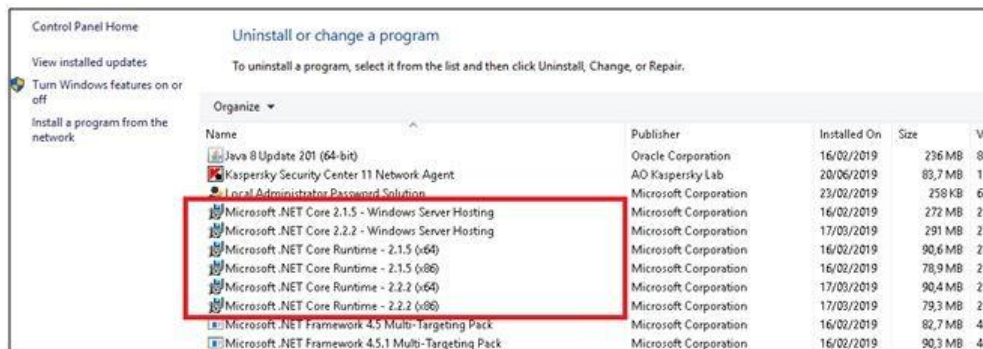 Control Panel Home
View installed updates
Turn Windows features on or
off
Install a program from the
network
Uninstall or change a program
To uninstall a program, select it from the list and then click Uninstall, Change, or Repair.
Organize
Name Publisher Installed On Size V
Java 8 Update 201 (64-bit) Oracle Corporation 16/02/2019 236 MB 8
Kaspersky Security Center 11 Network Agent AO Kaspersky Lab 20/06/2019 83,7 MB 1
Local Administrator Password Solution Microsoft Corporation 23/02/2019 258 KB 6
Microsoft .NET Core 2.1.5 - Windows Server Hosting Microsoft Corporation 16/02/2019 272 MB 2
Microsoft .NET Core 2.2.2 - Windows Server Hosting Microsoft Corporation 17/03/2019 291 MB 2
Microsoft .NET Core Runtime - 2.1.5 (x64) Microsoft Corporation 16/02/2019 90,6 MB 2
Microsoft .NET Core Runtime - 2.1.5 (x86) Microsoft Corporation 16/02/2019 78,9 MB 2
Microsoft .NET Core Runtime - 2.2.2 (x64) Microsoft Corporation 17/03/2019 90,4 MB 2
Microsoft .NET Core Runtime - 2.2.2 (x86) Microsoft Corporation 17/03/2019 79,3 MB 2
Microsoft .NET Framework 4.5 Multi-Targeting Pack Microsoft Corporation 16/02/2019 82,7 MB 4
Microsoft .NET Framework 4.5.1 Multi-Targeting Pack Microsoft Corporation 16/02/2019 90,3 MB 4